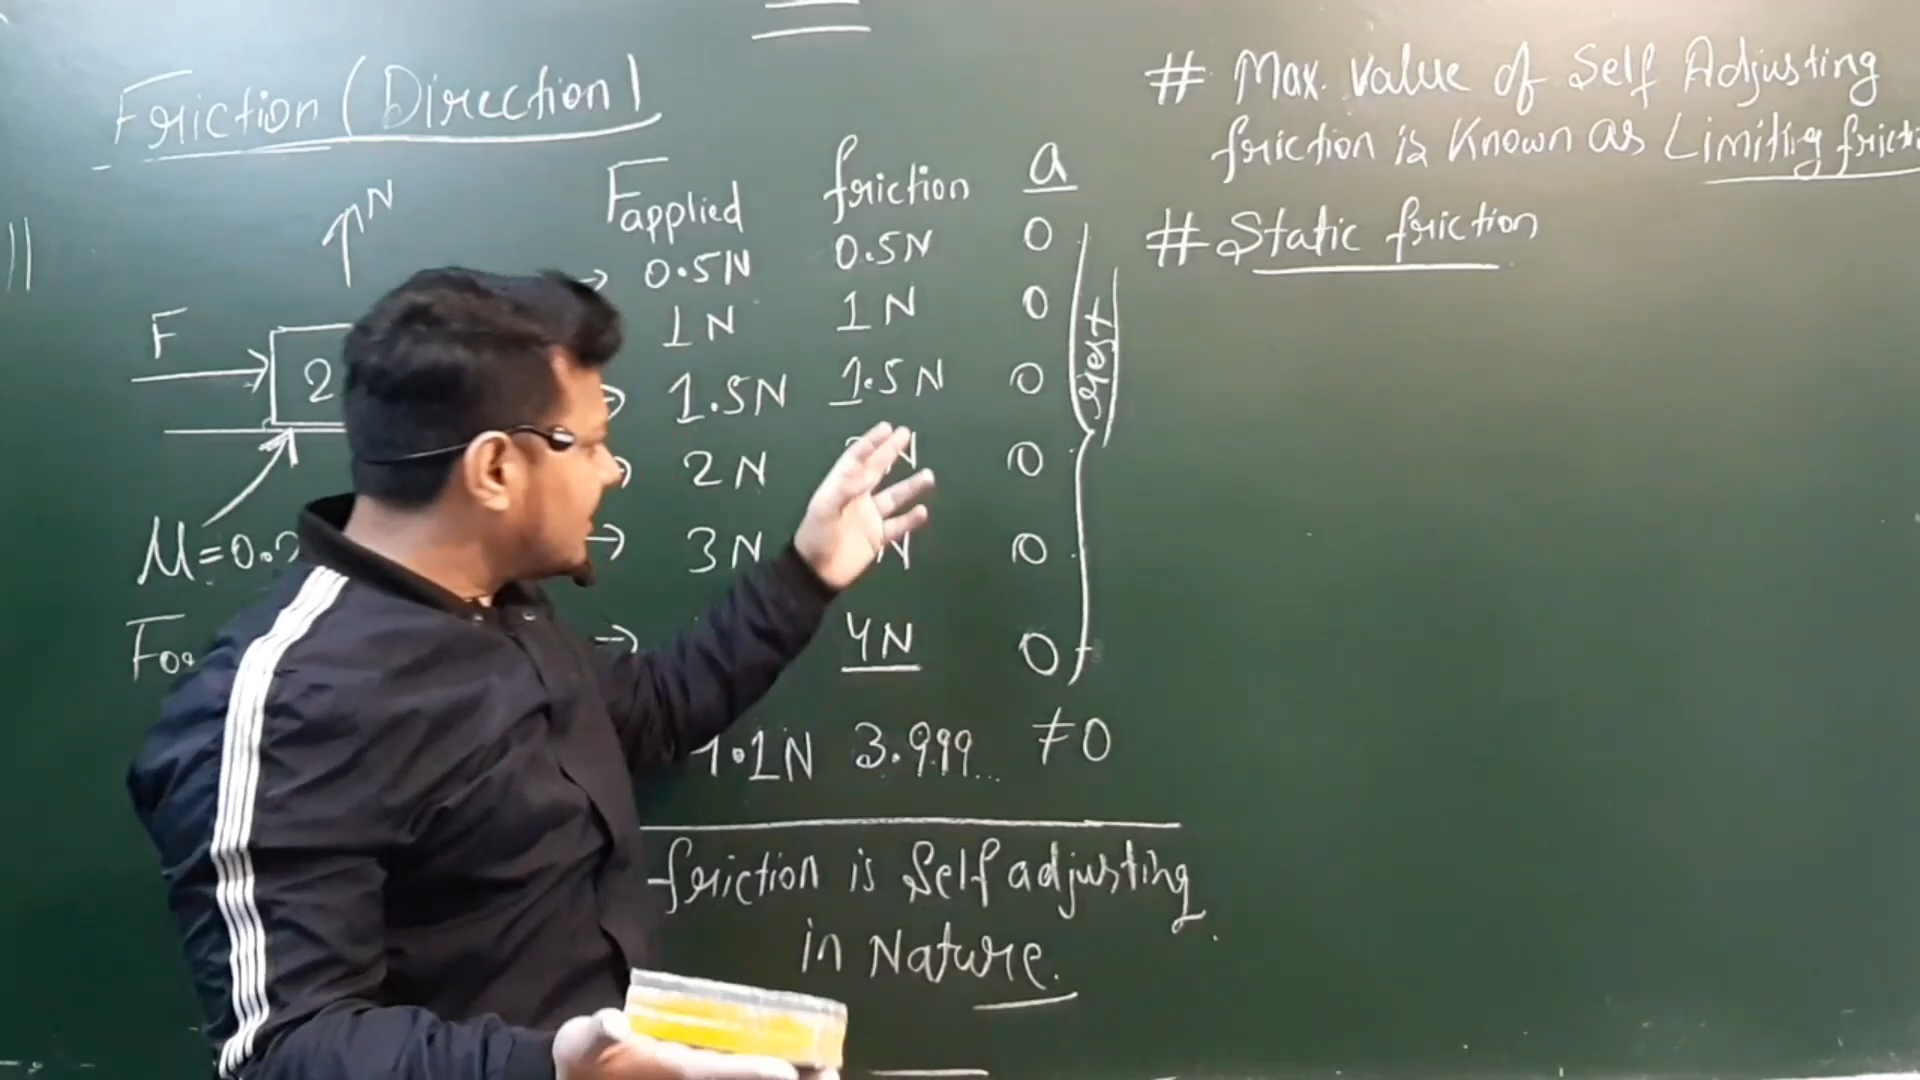 Friction (Direction)
N
F
2
M=0.
For
Fapplied friction a
→ 0.5N 0.5N 0
1N 1N 0
→ 1.5N 1.5N 0
→ 2N N 0
→ 3N N 0
→ 4N 0
rest
.1N 3.999... ≠0
friction is Self adjusting
in Nature.
# Max. Value of Self Adjusting
friction is Known as Limiting fricti
# Static friction